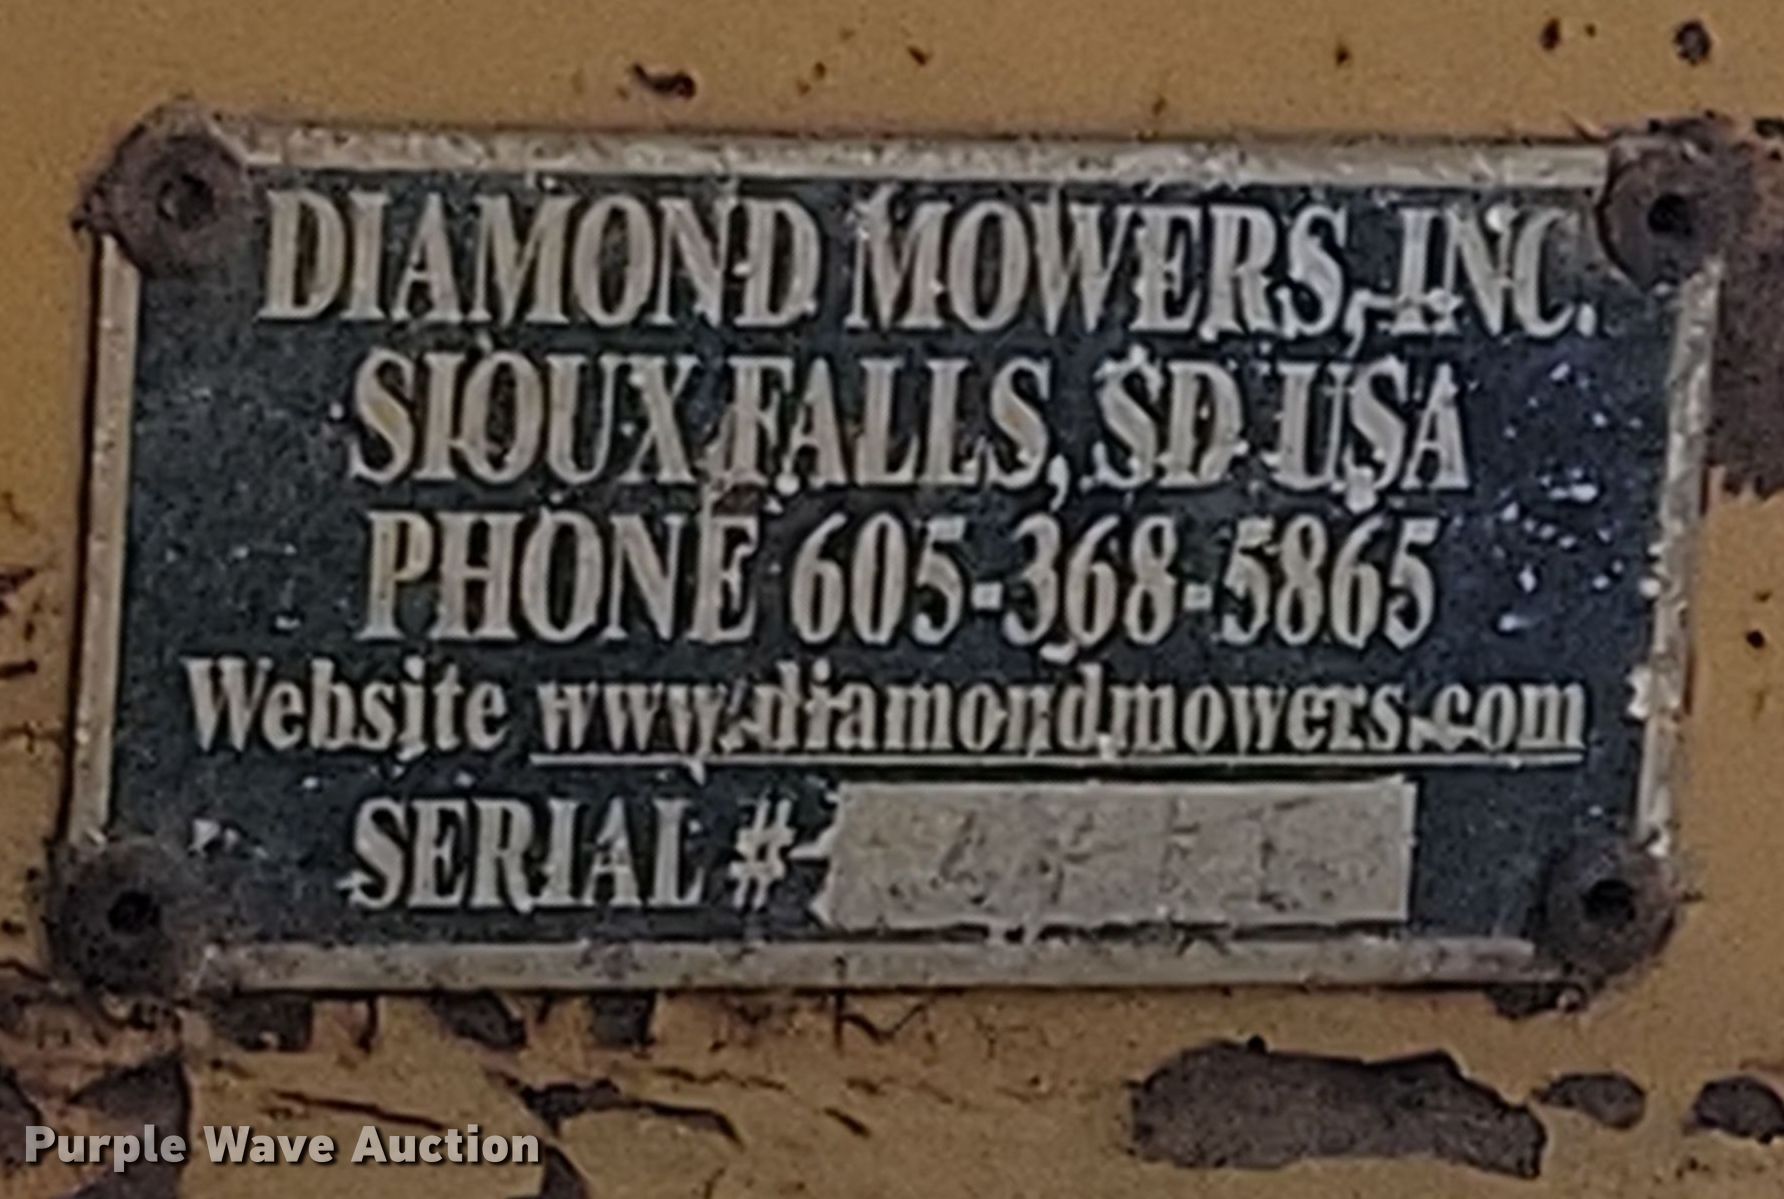 DIAMOND MOWERS, INC.
SIOUX FALLS, SD USA
PHONE 605-368-5865
Website www.diamondmowers.com
SERIAL #
Purple Wave Auction